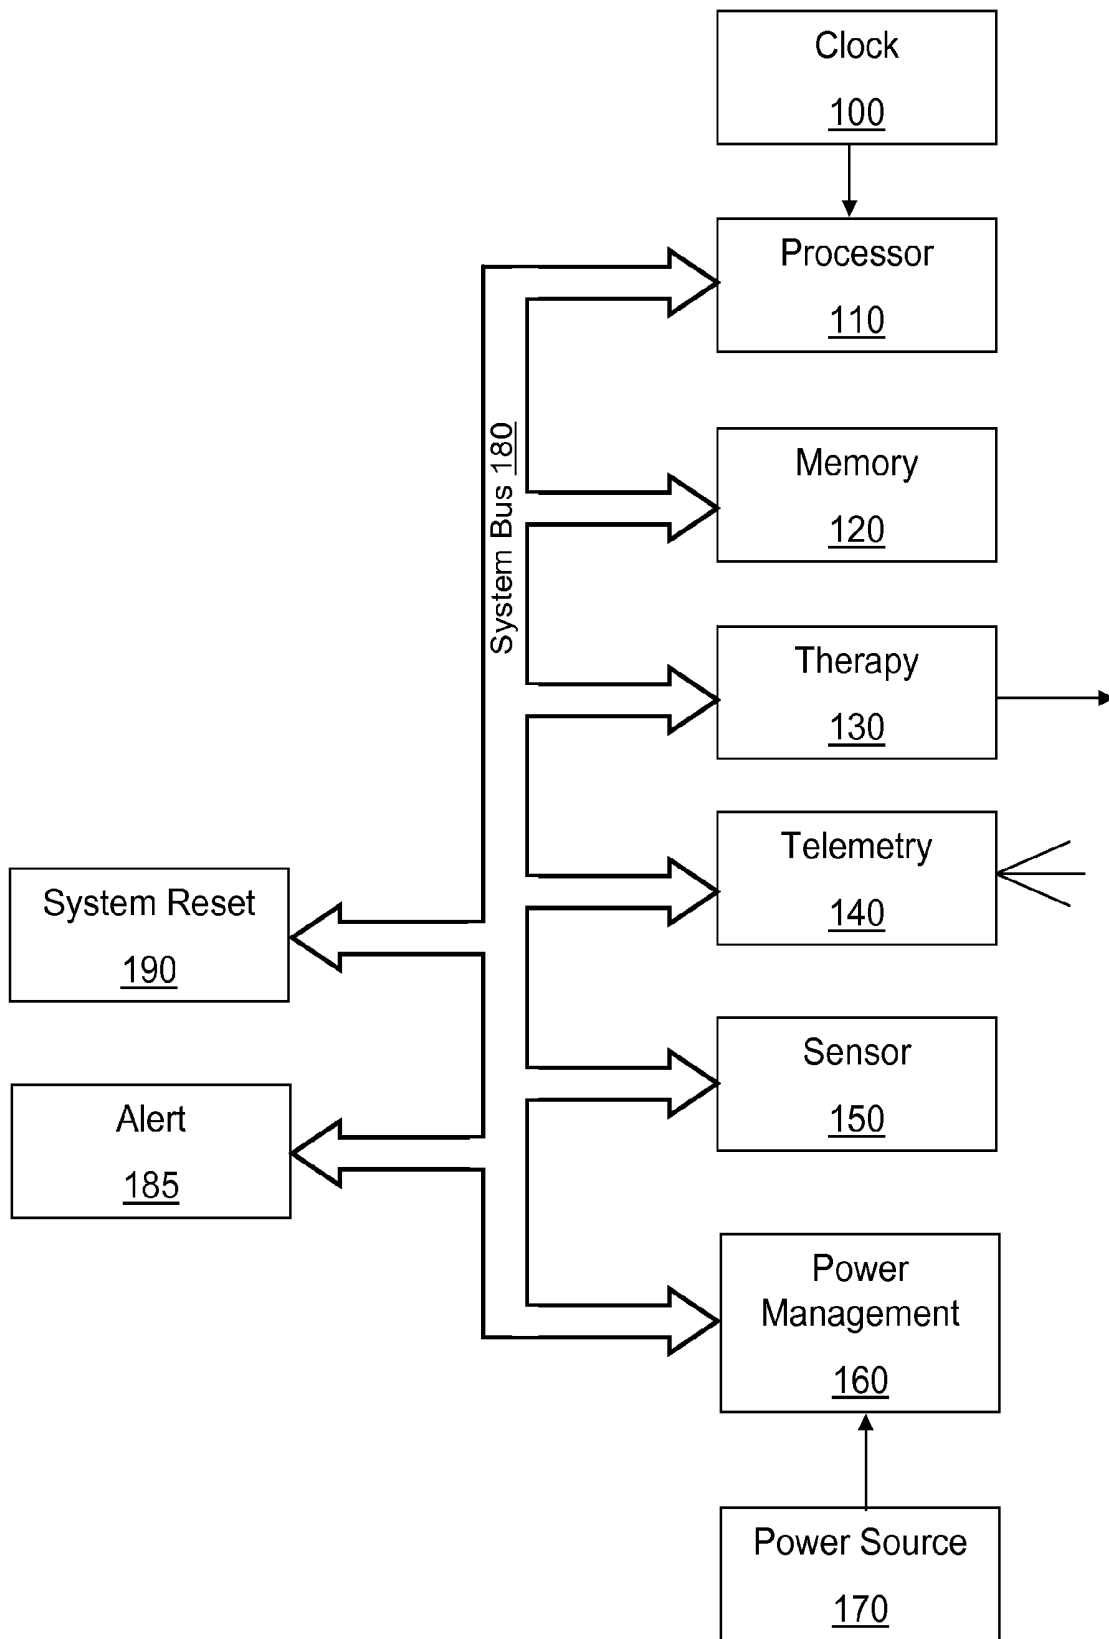 Clock
100
Processor
110
System Bus 180
Memory
120
Therapy
130
Telemetry
140
System Reset
190
Sensor
150
Alert
185
Power
Management
160
Power Source
170